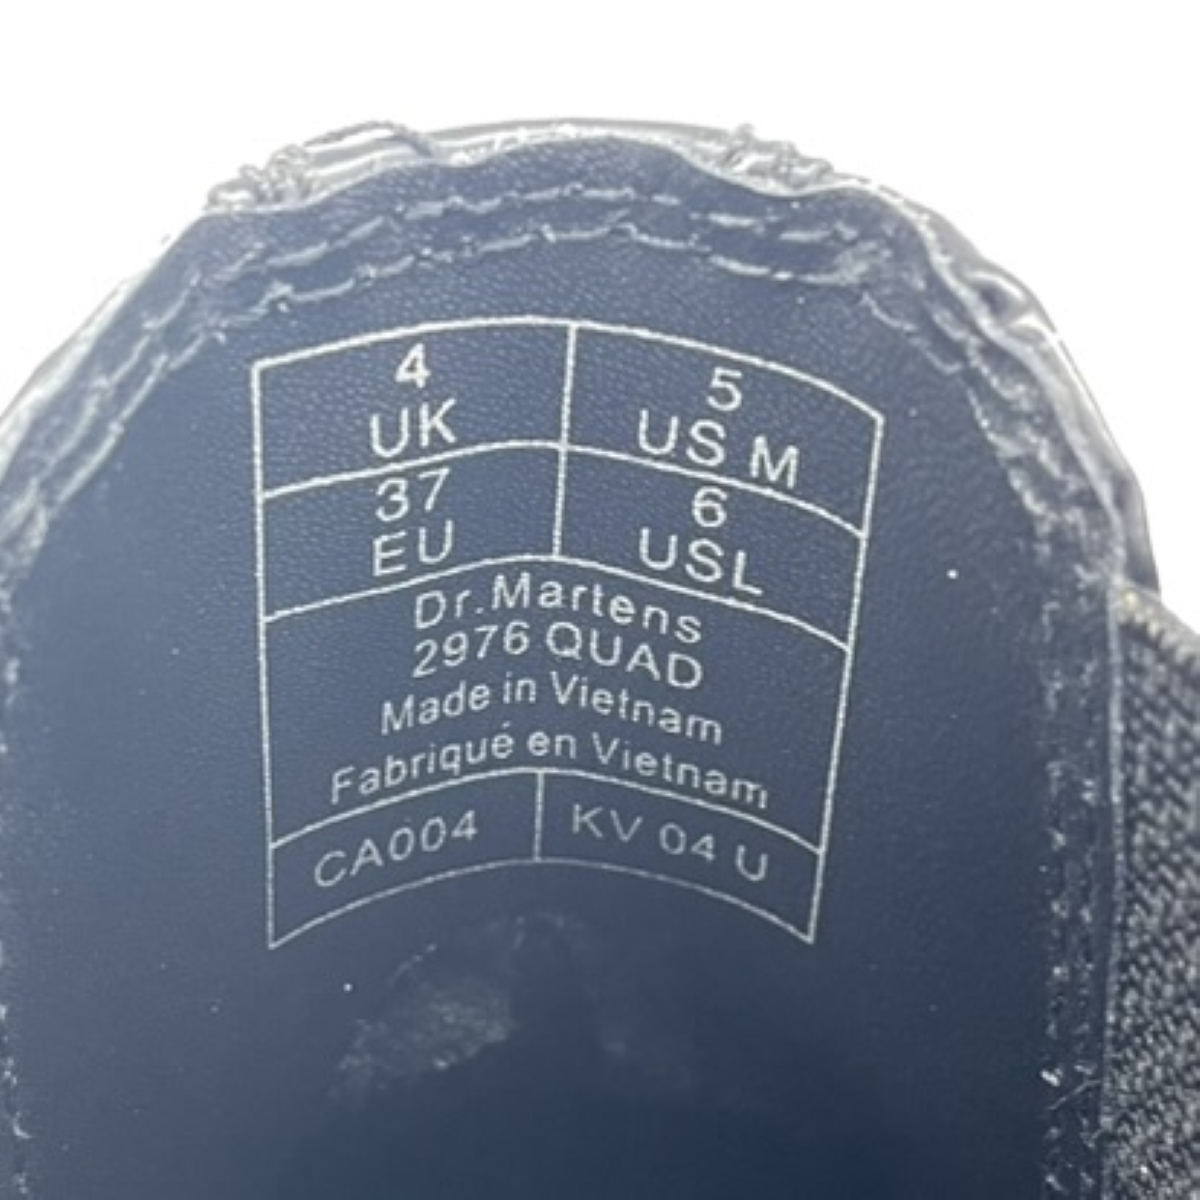 4
UK
5
US M
37
EU
6
USL
Dr.Martens
2976 QUAD
Made in Vietnam
Fabriqué en Vietnam
CA004
KV 04 U